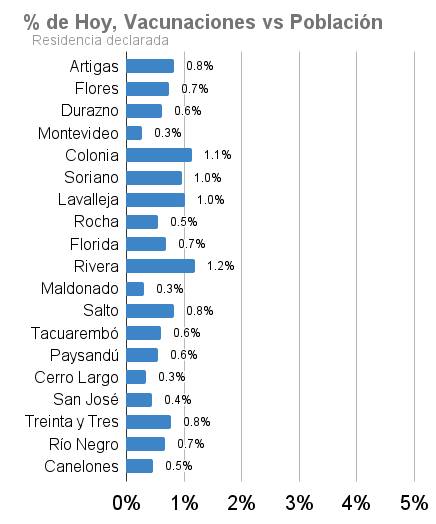 % de Hoy, Vacunaciones vs Población
Residencia declarada
Artigas 0.8%
Flores 0.7%
Durazno 0.6%
Montevideo 0.3%
Colonia 1.1%
Soriano 1.0%
Lavalleja 1.0%
Rocha 0.5%
Florida 0.7%
Rivera 1.2%
Maldonado 0.3%
Salto 0.8%
Tacuarembó 0.6%
Paysandú 0.6%
Cerro Largo 0.3%
San José 0.4%
Treinta y Tres 0.8%
Río Negro 0.7%
Canelones 0.5%
0% 1% 2% 3% 4% 5%